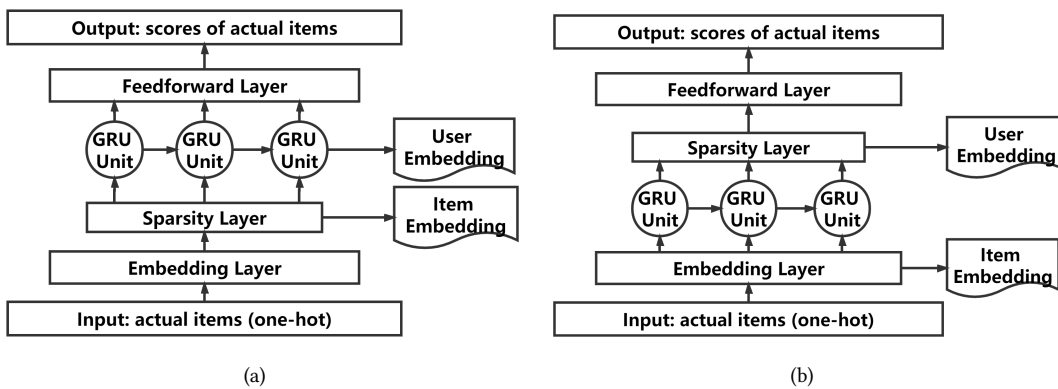 Output: scores of actual items
Feedforward Layer
GRU
Unit
GRU
Unit
GRU
Unit
User
Embedding
Sparsity Layer
Item
Embedding
Embedding Layer
Input: actual items (one-hot)
(a)
Output: scores of actual items
Feedforward Layer
Sparsity Layer
User
Embedding
GRU
Unit
GRU
Unit
GRU
Unit
Embedding Layer
Item
Embedding
Input: actual items (one-hot)
(b)